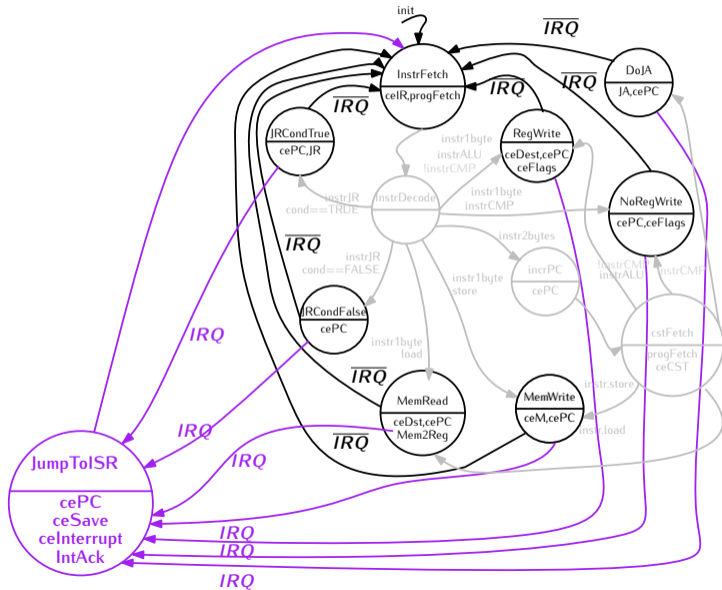 init
IRQ
InstrFetch
ceIR,progFetch
IRQ
IRQ
IRQ
DoJA
JA,cePC
JRCondTrue
cePC,JR
instr1byte
instrALU
!instrCMP
RegWrite
ceDest,cePC
ceFlags
InstrDecode
instrJR
cond==TRUE
instr1byte
instrCMP
NoRegWrite
cePC,ceFlags
IRQ
instr2bytes
instrJR
cond==FALSE
instr1byte
store
incrPC
cePC
!instrCMP
instrALU
instrCMP
JRCondFalse
cePC
IRQ
instr1byte
load
cstFetch
progFetch
ceCST
IRQ
MemRead
ceDst,cePC
Mem2Reg
MemWrite
ceM,cePC
instr.store
instr.load
IRQ
IRQ
IRQ
JumpToISR
cePC
ceSave
ceInterrupt
IntAck
IRQ
IRQ
IRQ